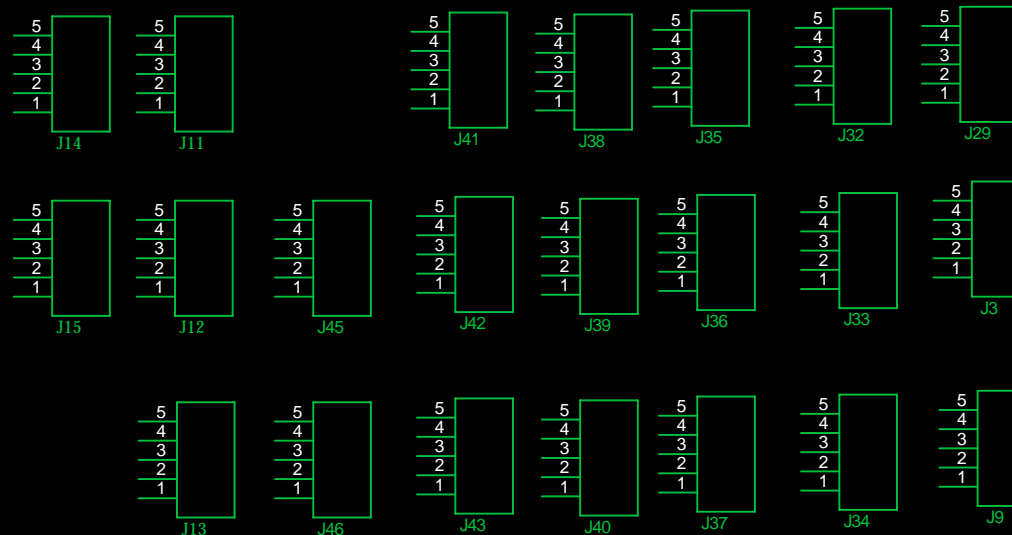 5 5 5 5 5 5 5
4 4 4 4 4 4 4
3 3 3 3 3 3 3
2 2 2 2 2 2 2
1 1 1 1 1 1 1
J14 J11 J41 J38 J35 J32 J29
5 5 5 5 5 5 5 5
4 4 4 4 4 4 4 4
3 3 3 3 3 3 3 3
2 2 2 2 2 2 2 2
1 1 1 1 1 1 1 1
J15 J12 J45 J42 J39 J36 J33 J3
5 5 5 5 5 5 5
4 4 4 4 4 4 4
3 3 3 3 3 3 3
2 2 2 2 2 2 2
1 1 1 1 1 1 1
J13 J46 J43 J40 J37 J34 J9